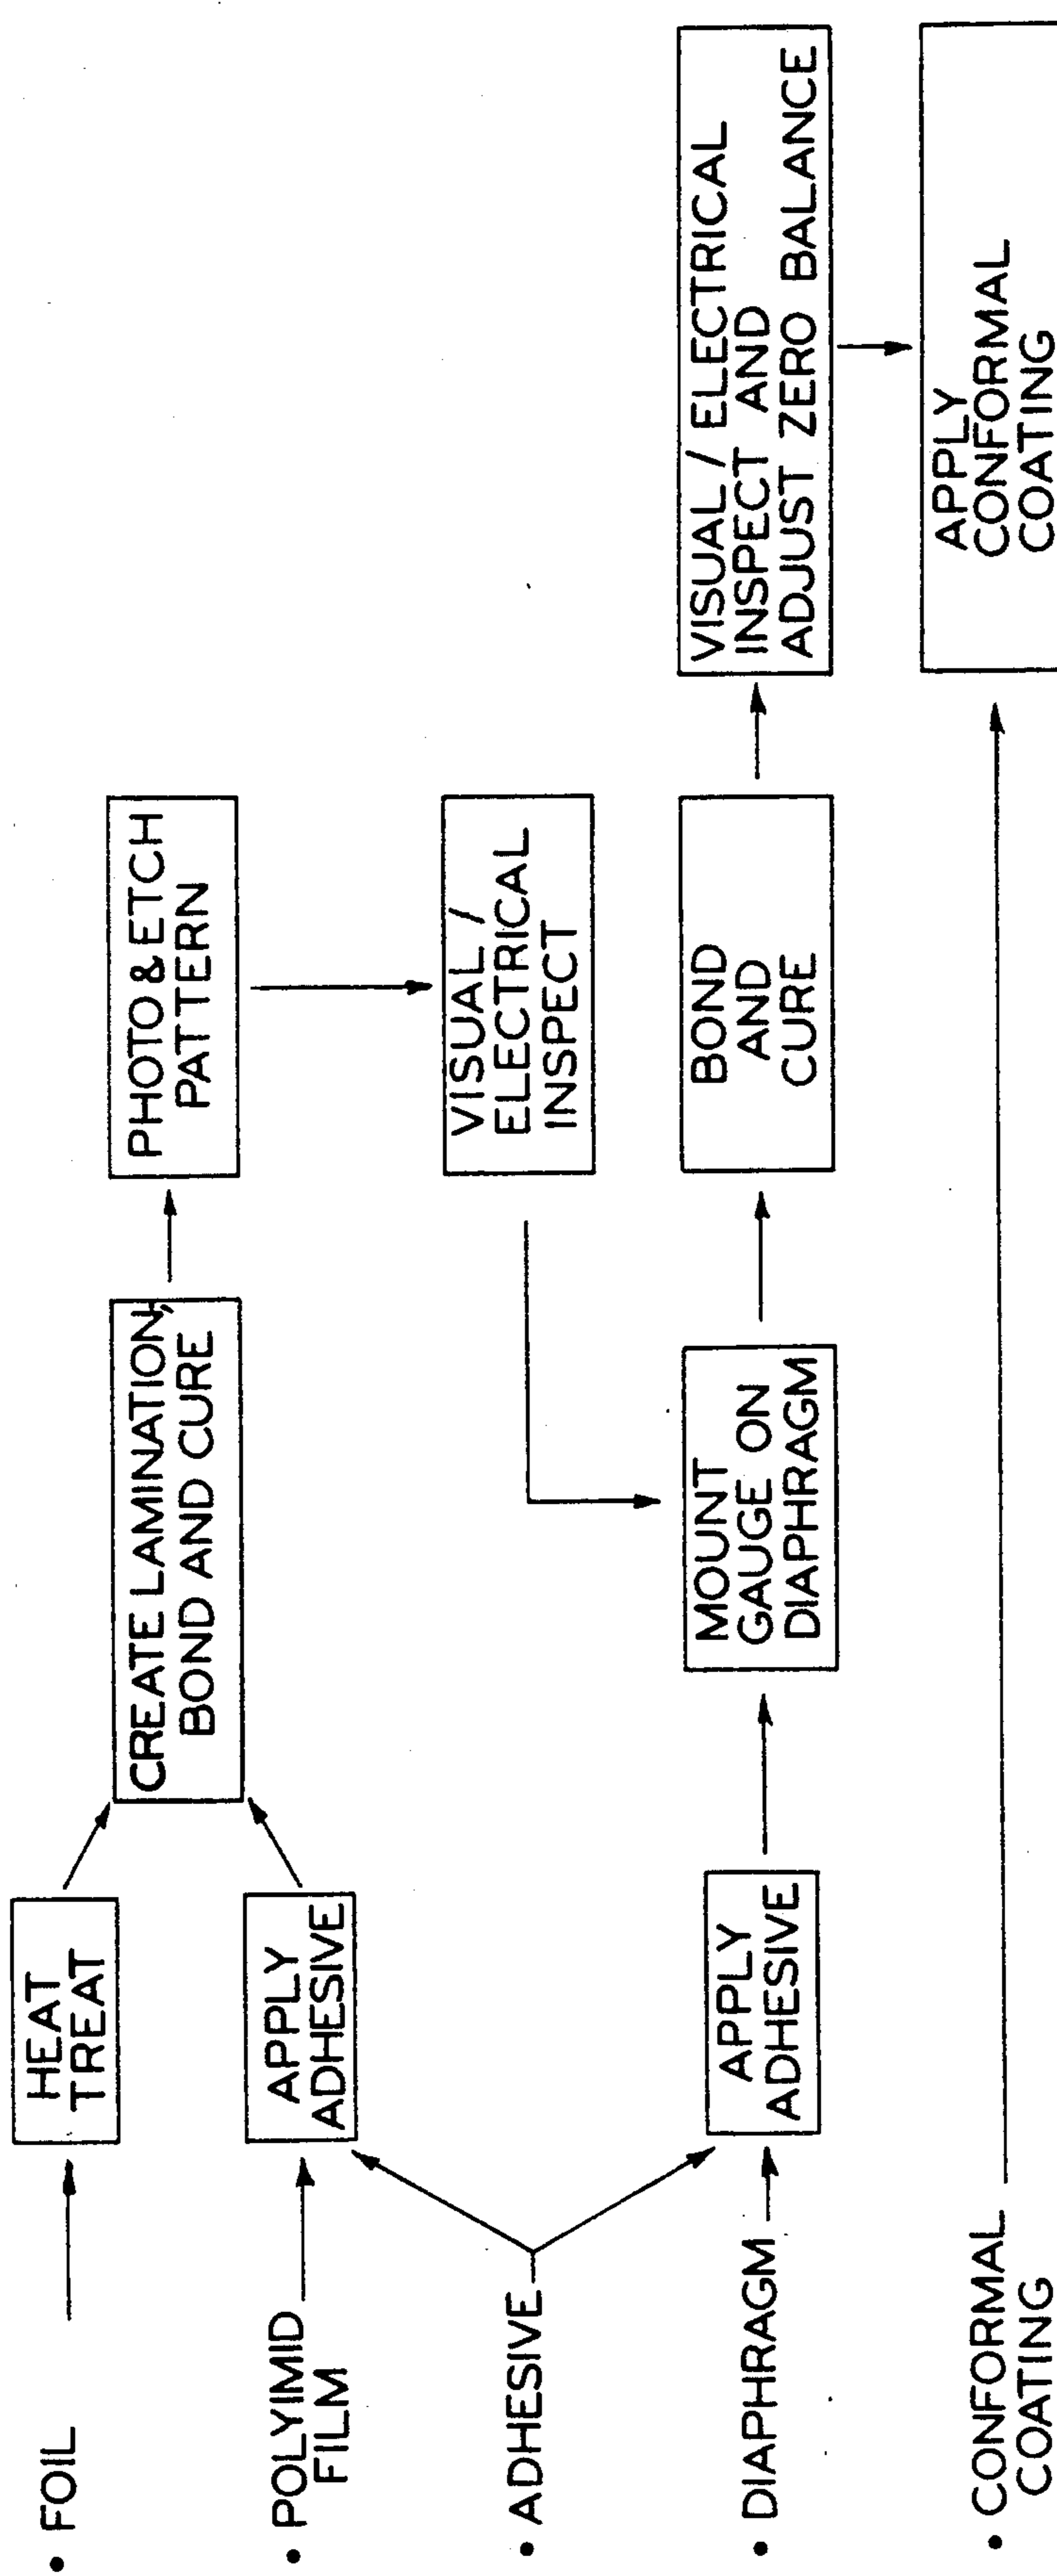 • FOIL
HEAT
TREAT
CREATE LAMINATION,
BOND AND CURE
PHOTO & ETCH
PATTERN
• POLYIMID
FILM
APPLY
ADHESIVE
VISUAL /
ELECTRICAL
INSPECT
• ADHESIVE
• DIAPHRAGM
APPLY
ADHESIVE
MOUNT
GAUGE ON
DIAPHRAGM
BOND
AND
CURE
VISUAL / ELECTRICAL
INSPECT AND
ADJUST ZERO BALANCE
• CONFORMAL
COATING
APPLY
CONFORMAL
COATING